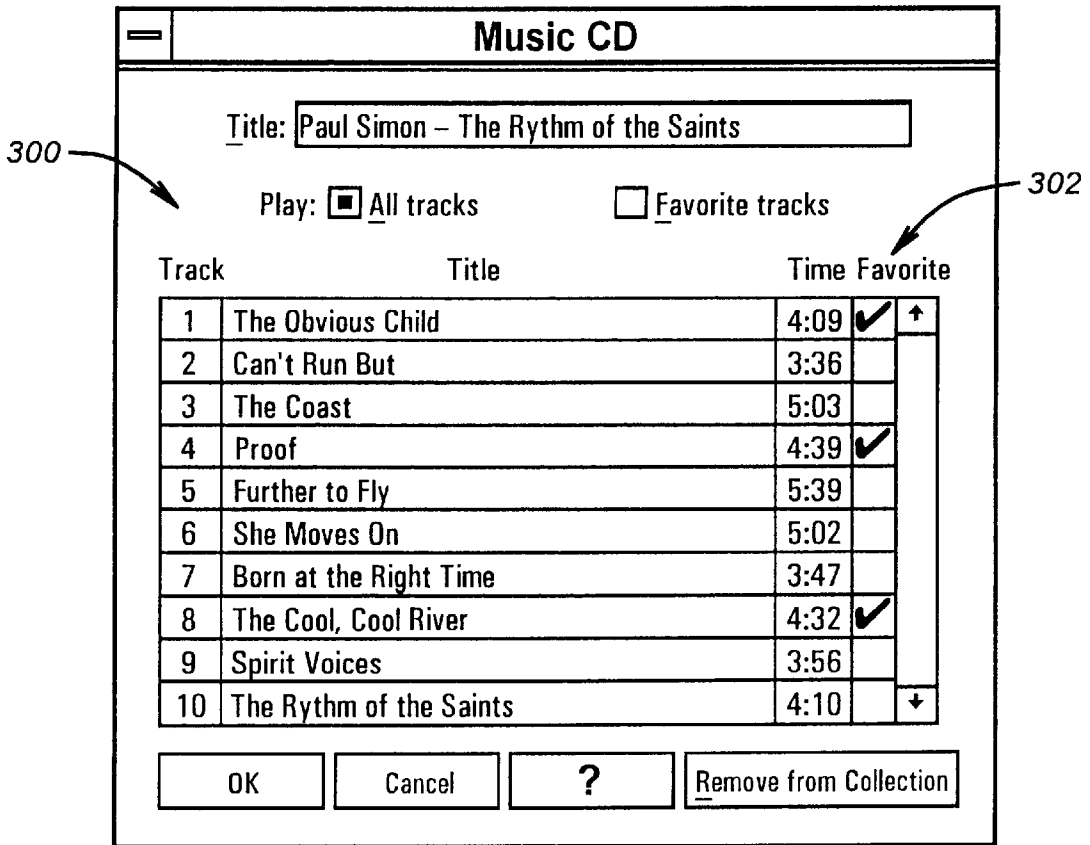 Music CD
Title: Paul Simon – The Rythm of the Saints
300
302
Play: All tracks Favorite tracks
Track Title Time Favorite
1 The Obvious Child 4:09
2 Can't Run But 3:36
3 The Coast 5:03
4 Proof 4:39
5 Further to Fly 5:39
6 She Moves On 5:02
7 Born at the Right Time 3:47
8 The Cool, Cool River 4:32
9 Spirit Voices 3:56
10 The Rythm of the Saints 4:10
OK Cancel ? Remove from Collection